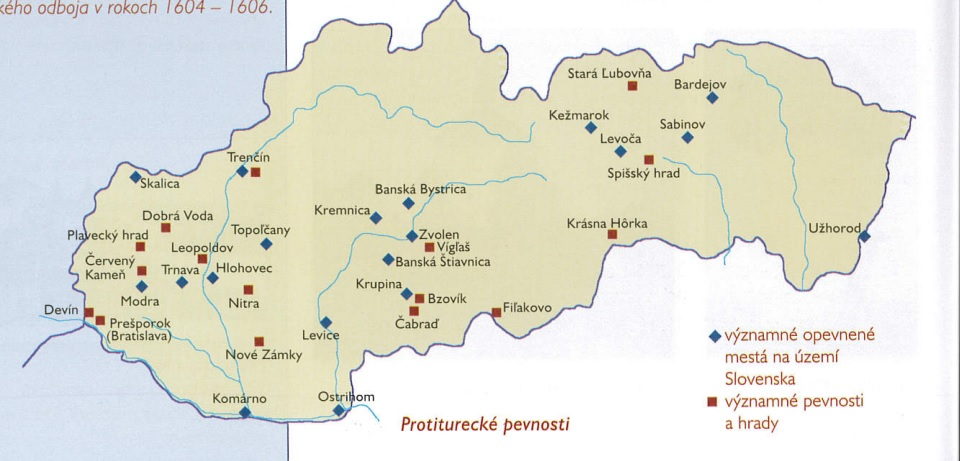 kého odboja v rokoch 1604 – 1606.
Stará Ľubovňa
Bardejov
Kežmarok
Sabinov
Levoča
Trenčín
Spišský hrad
Skalica
Banská Bystrica
Kremnica
Dobrá Voda
Krásna Hôrka
Topoľčany
Užhorod
Plavecký hrad
Zvolen
Leopoldov
Vígľaš
Červený
Kameň
Banská Štiavnica
Trnava
Hlohovec
Krupina
Modra
Nitra
Bzovík
Devín
Fiľakovo
Prešporok
(Bratislava)
Čabraď
Levice
Nové Zámky
Komárno
Ostrihom
významné opevnené
mestá na území
Slovenska
významné pevnosti
a hrady
Protiturecké pevnosti